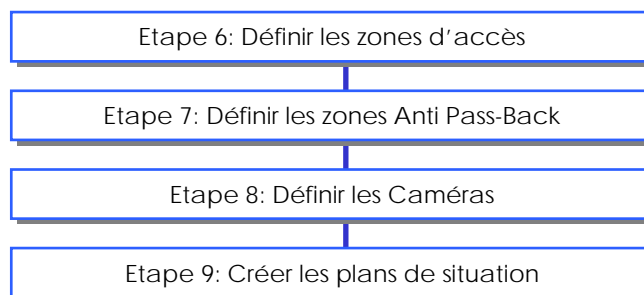 Etape 6: Définir les zones d'accès
Etape 7: Définir les zones Anti Pass-Back
Etape 8: Définir les Caméras
Etape 9: Créer les plans de situation